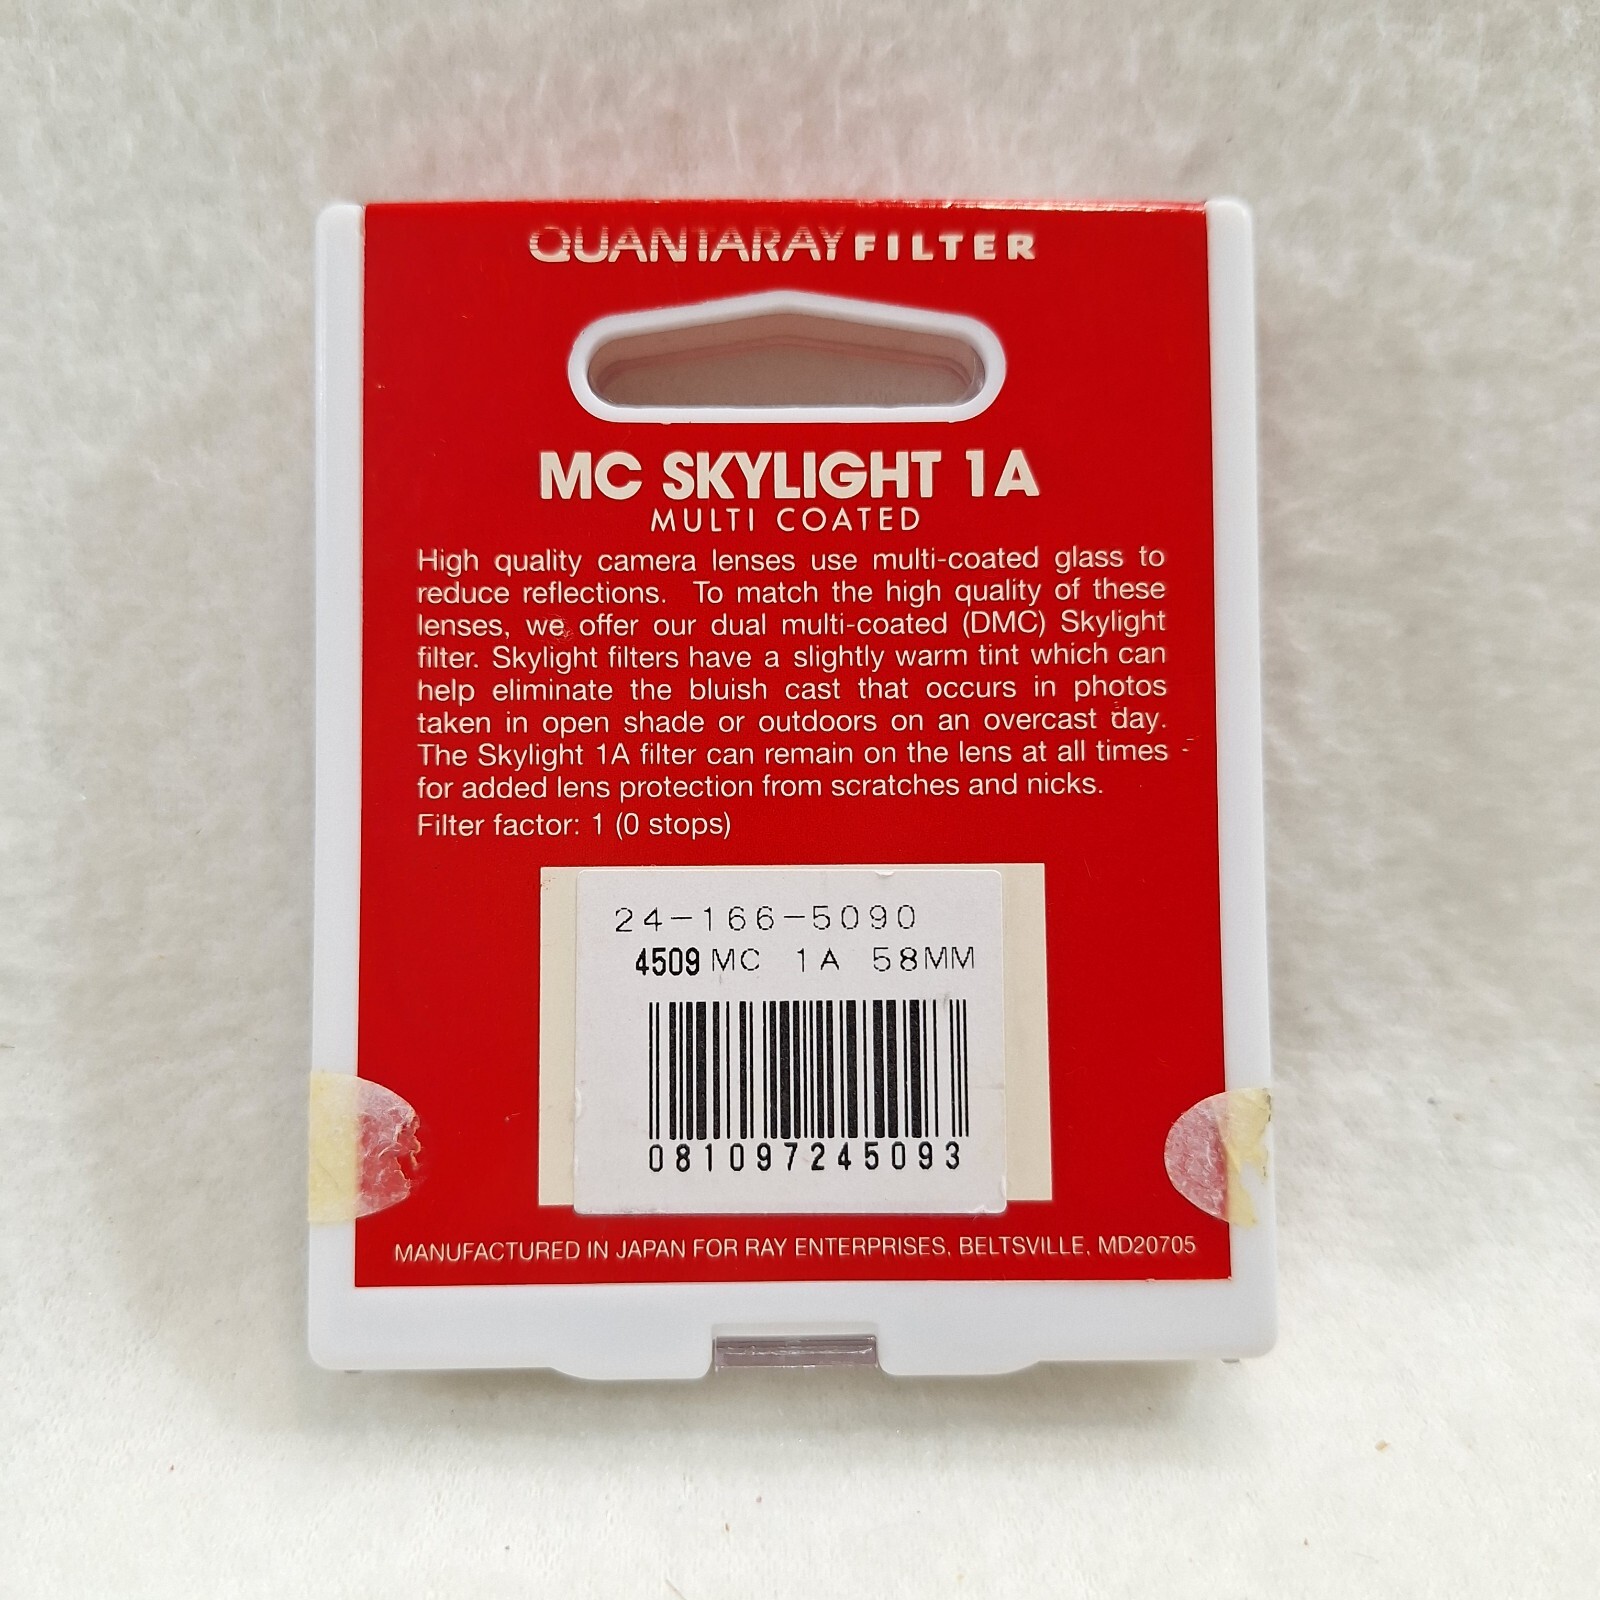 QUANTARAY FILTER
MC SKYLIGHT 1A
MULTI COATED
High quality camera lenses use multi-coated glass to
reduce reflections. To match the high quality of these
lenses, we offer our dual multi-coated (DMC) Skylight
filter. Skylight filters have a slightly warm tint which can
help eliminate the bluish cast that occurs in photos
taken in open shade or outdoors on an overcast day.
The Skylight 1A filter can remain on the lens at all times
for added lens protection from scratches and nicks.
Filter factor: 1 (0 stops)
24-166-5090
4509 MC 1A 58MM
081097245093
MANUFACTURED IN JAPAN FOR RAY ENTERPRISES, BELTSVILLE, MD20705